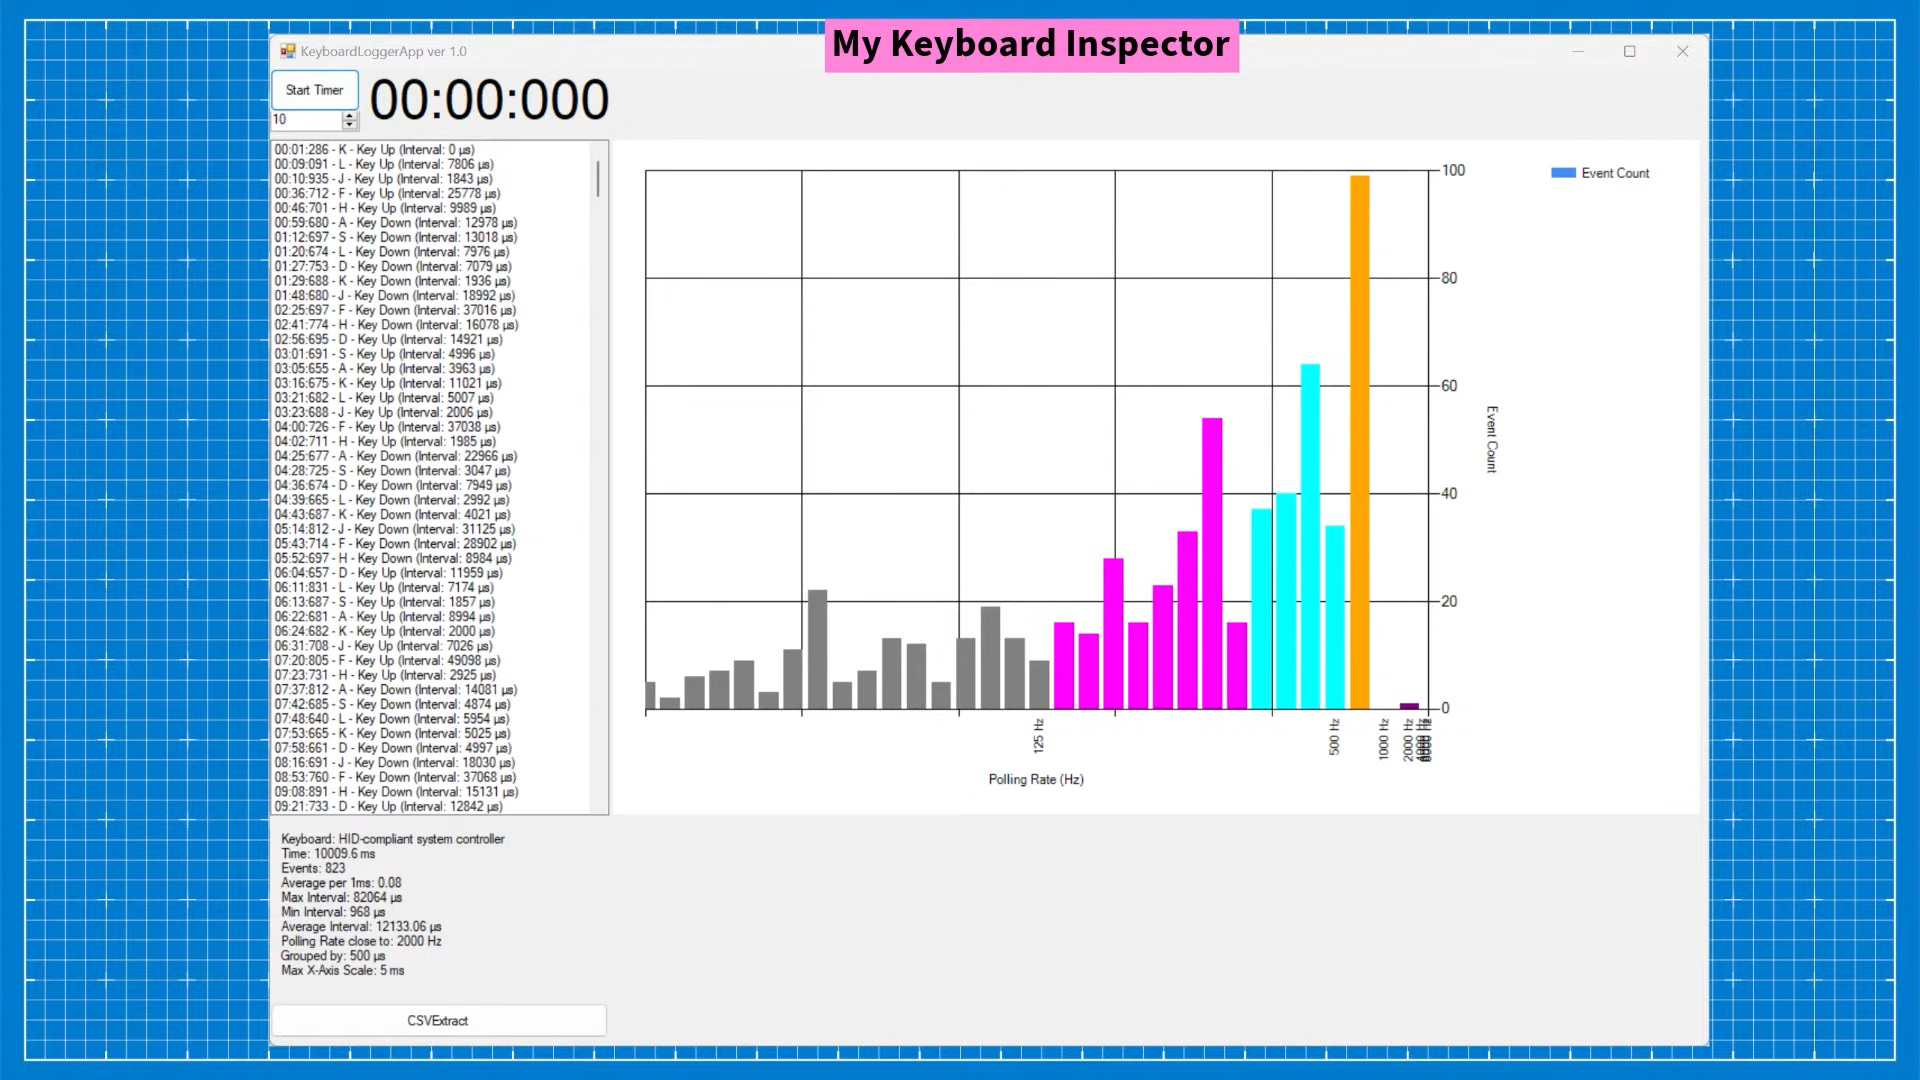 My Keyboard Inspector
KeyboardLoggerApp ver 1.0
Start Timer
00:00:000
10
00:01:286 - K - Key Up (Interval: 0 µs)
00:09:091 - L - Key Up (Interval: 7806 µs)
00:10:935 - J - Key Up (Interval: 1843 µs)
00:36:712 - F - Key Up (Interval: 25778 µs)
00:46:701 - H - Key Up (Interval: 9989 µs)
00:59:680 - A - Key Down (Interval: 12978 µs)
01:12:697 - S - Key Down (Interval: 13018 µs)
01:20:674 - L - Key Down (Interval: 7976 µs)
01:27:753 - D - Key Down (Interval: 7079 µs)
01:29:688 - K - Key Down (Interval: 1936 µs)
01:48:680 - J - Key Down (Interval: 18992 µs)
02:25:697 - F - Key Down (Interval: 37016 µs)
02:41:774 - H - Key Down (Interval: 16078 µs)
02:56:695 - D - Key Down (Interval: 14921 µs)
03:01:691 - S - Key Up (Interval: 4996 µs)
03:05:655 - A - Key Up (Interval: 3963 µs)
03:16:675 - K - Key Up (Interval: 11021 µs)
03:21:682 - L - Key Up (Interval: 5007 µs)
03:23:688 - J - Key Up (Interval: 2006 µs)
04:00:726 - F - Key Up (Interval: 37038 µs)
04:02:711 - H - Key Up (Interval: 1985 µs)
04:25:677 - A - Key Down (Interval: 22966 µs)
04:28:725 - S - Key Down (Interval: 3047 µs)
04:36:674 - D - Key Down (Interval: 7949 µs)
04:39:665 - L - Key Down (Interval: 2992 µs)
04:43:687 - K - Key Down (Interval: 4021 µs)
05:14:812 - J - Key Down (Interval: 31125 µs)
05:43:714 - F - Key Down (Interval: 28902 µs)
05:52:697 - H - Key Down (Interval: 8984 µs)
06:04:657 - D - Key Up (Interval: 11959 µs)
06:11:831 - L - Key Up (Interval: 7174 µs)
06:13:687 - S - Key Up (Interval: 1857 µs)
06:22:681 - A - Key Up (Interval: 8994 µs)
06:24:682 - K - Key Up (Interval: 2000 µs)
06:31:708 - J - Key Up (Interval: 7026 µs)
07:20:805 - F - Key Up (Interval: 49098 µs)
07:23:731 - H - Key Up (Interval: 2925 µs)
07:37:812 - A - Key Down (Interval: 14081 µs)
07:42:685 - S - Key Down (Interval: 4874 µs)
07:48:640 - L - Key Down (Interval: 5954 µs)
07:53:665 - K - Key Down (Interval: 5025 µs)
07:58:661 - D - Key Down (Interval: 4997 µs)
08:16:691 - J - Key Down (Interval: 18030 µs)
08:53:760 - F - Key Down (Interval: 37068 µs)
09:08:891 - H - Key Down (Interval: 15131 µs)
09:21:733 - D - Key Up (Interval: 12842 µs)
100
80
60
40
20
0
Event Count
Event Count
125 Hz
500 Hz
1000 Hz
2000 Hz
Polling Rate (Hz)
Keyboard: HID-compliant system controller
Time: 10009.6 ms
Events: 823
Average per 1ms: 0.08
Max Interval: 82064 µs
Min Interval: 968 µs
Average Interval: 12133.06 µs
Polling Rate close to: 2000 Hz
Grouped by: 500 µs
Max X-Axis Scale: 5 ms
CSVExtract